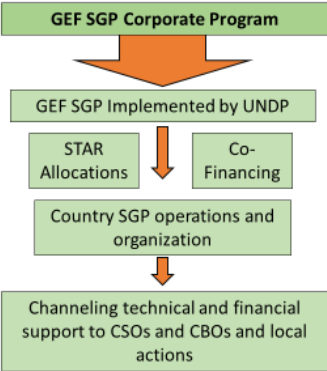 GEF SGP Corporate Program
GEF SGP Implemented by UNDP
STAR
Allocations
Co-
Financing
Country SGP operations and
organization
Channeling technical and financial
support to CSOs and CBOs and local
actions